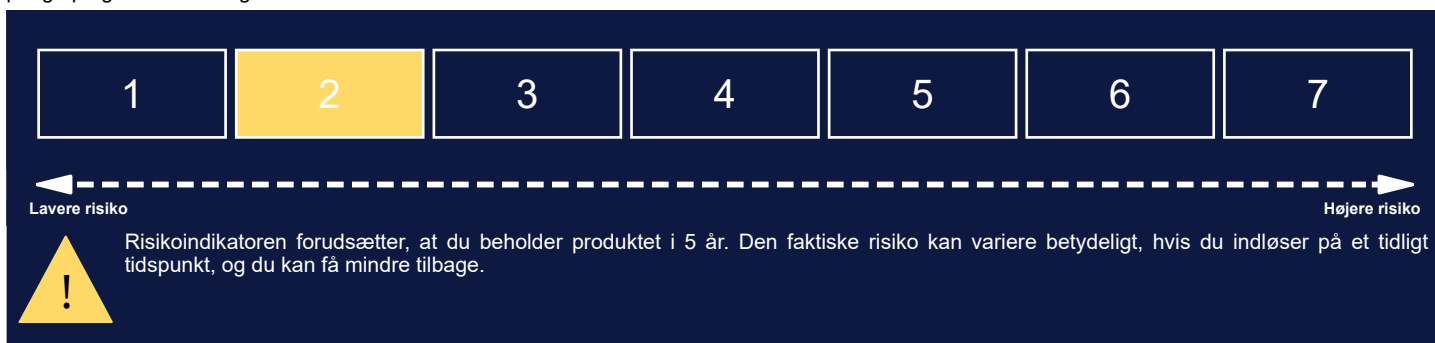 1 2 3 4 5 6 7
Lavere risiko Højere risiko
Risikoindikatoren forudsætter, at du beholder produktet i 5 år. Den faktiske risiko kan variere betydeligt, hvis du indløser på et tidligt
tidspunkt, og du kan få mindre tilbage.
!